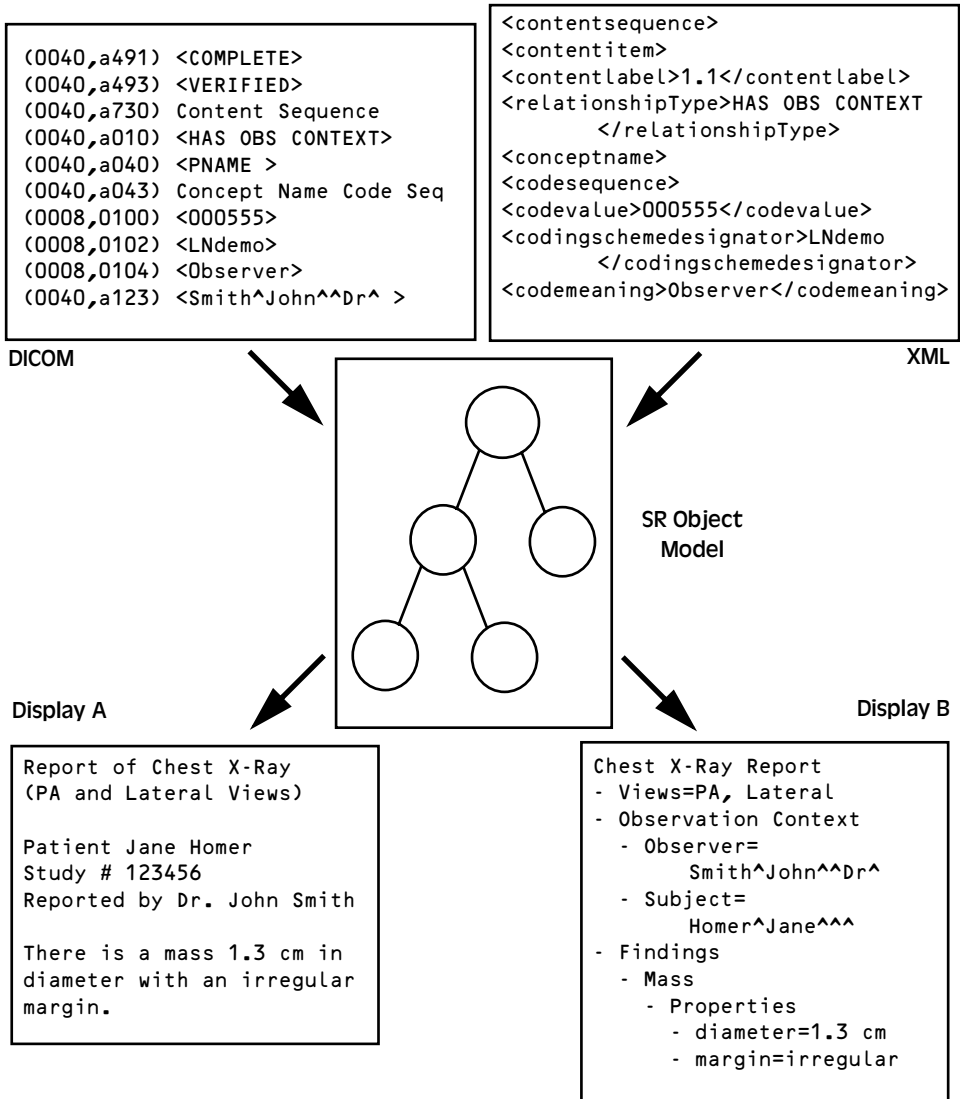 (0040,a491) <COMPLETE>
(0040,a493) <VERIFIED>
(0040,a730) Content Sequence
(0040,a010) <HAS OBS CONTEXT>
(0040,a040) <PNAME >
(0040,a043) Concept Name Code Seq
(0008,0100) <000555>
(0008,0102) <LNdemo>
(0008,0104) <Observer>
(0040,a123) <Smith^John^^Dr^ >
DICOM
<contentsequence>
<contentitem>
<contentlabel>1.1</contentlabel>
<relationshipType>HAS OBS CONTEXT
</relationshipType>
<conceptname>
<codesequence>
<codevalue>000555</codevalue>
<codingschemedesignator>LNdemo
</codingschemedesignator>
<codemeaning>Observer</codemeaning>
XML
SR Object
Model
Display A
Report of Chest X-Ray
(PA and Lateral Views)
Patient Jane Homer
Study # 123456
Reported by Dr. John Smith
There is a mass 1.3 cm in
diameter with an irregular
margin.
Display B
Chest X-Ray Report
- Views=PA, Lateral
- Observation Context
- Observer=
Smith^John^^Dr^
- Subject=
Homer^Jane^^^
- Findings
- Mass
- Properties
- diameter=1.3 cm
- margin=irregular